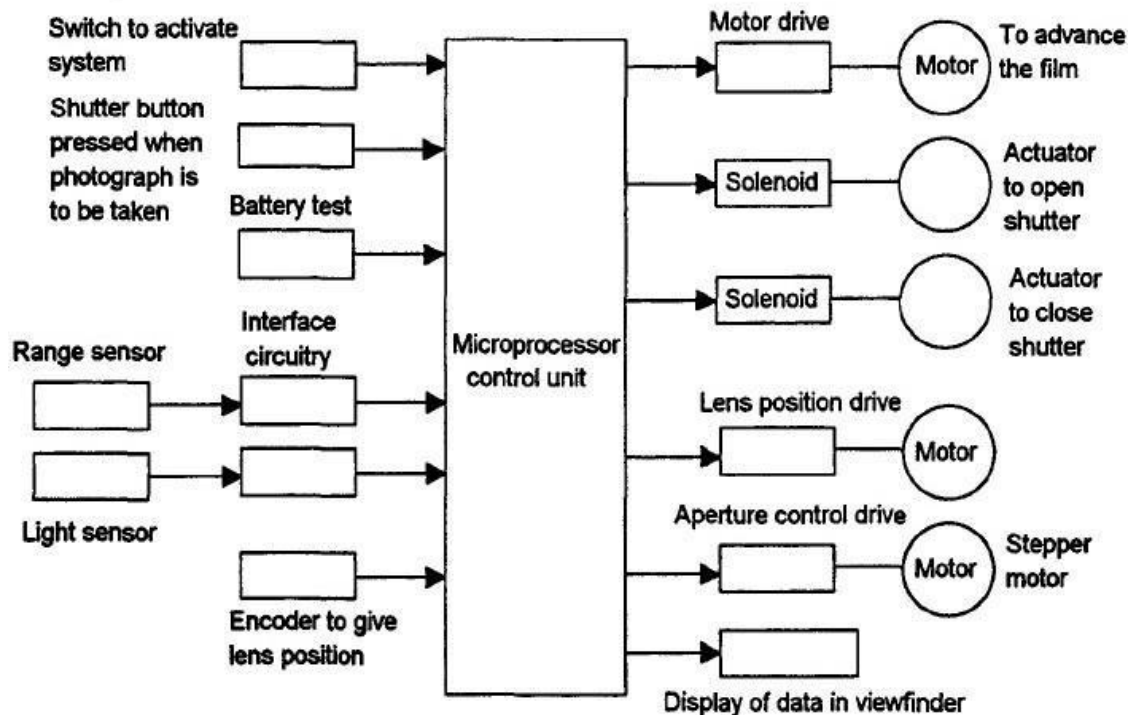 Switch to activate
system
Shutter button
pressed when
photograph is
to be taken
Battery test
Interface
circuitry
Range sensor
Light sensor
Encoder to give
lens position
Microprocessor
control unit
Motor drive
Motor
To advance
the film
Solenoid
Actuator
to open
shutter
Solenoid
Actuator
to close
shutter
Lens position drive
Motor
Aperture control drive
Motor
Stepper
motor
Display of data in viewfinder